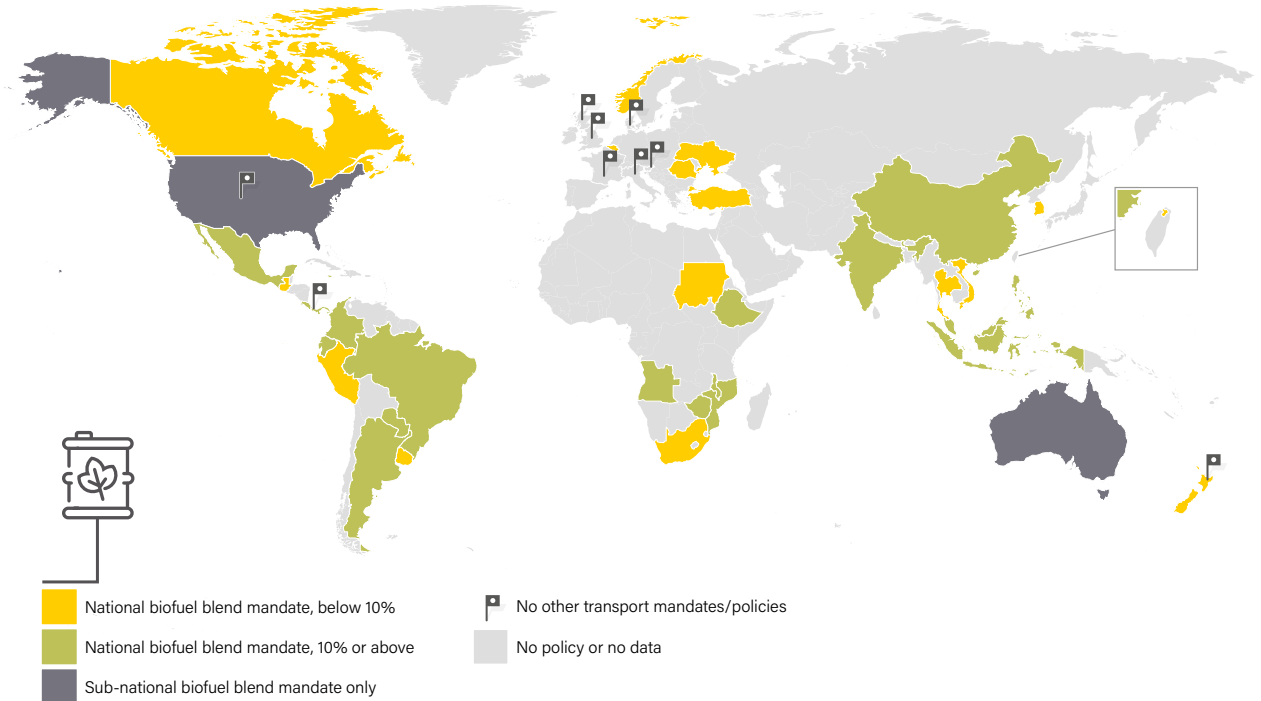 National biofuel blend mandate, below 10%
National biofuel blend mandate, 10% or above
Sub-national biofuel blend mandate only
No other transport mandates/policies
No policy or no data